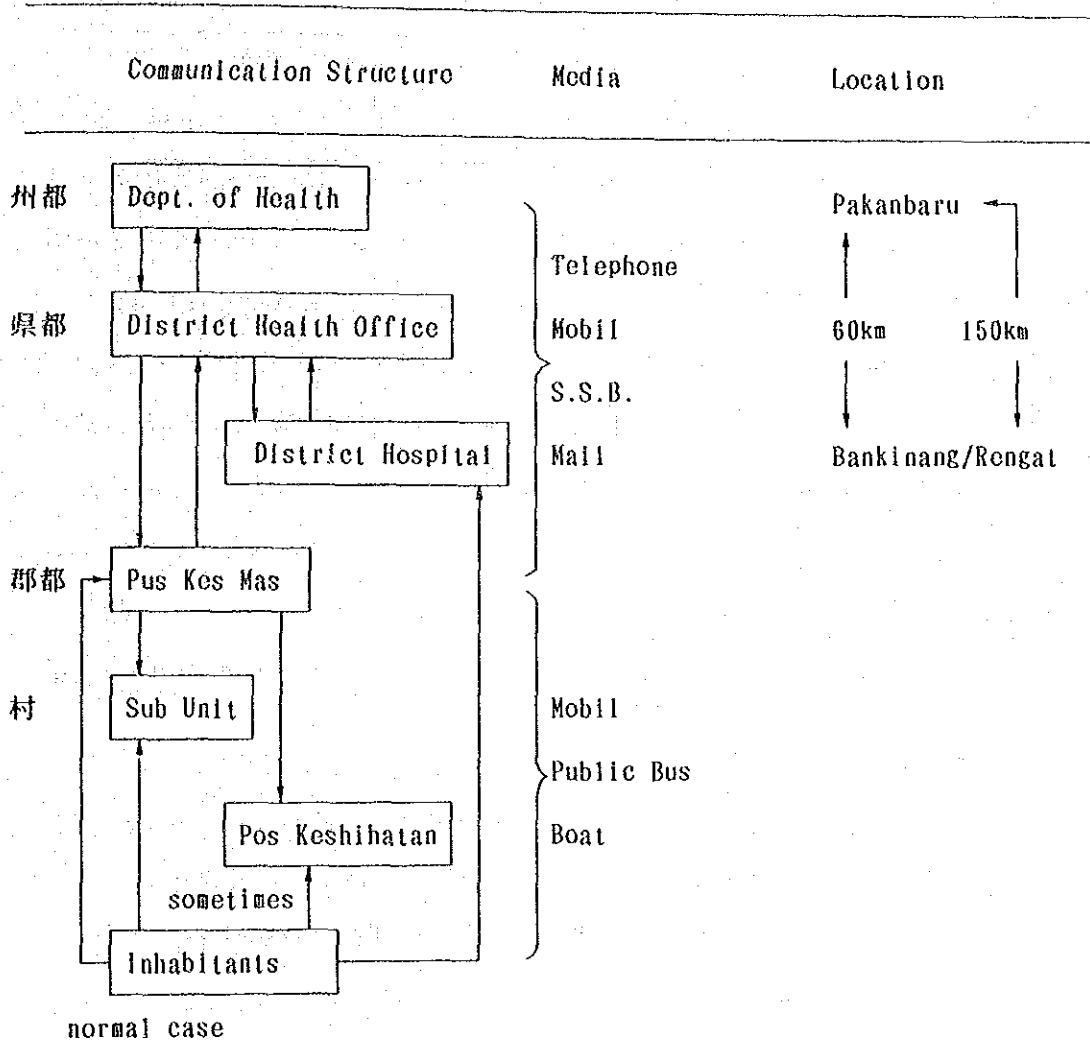 Communication Structure Media Location
州都 Dept. of Health Pakanbaru
Telephone
県都 District Health Office Mobil 60km 150km
S.S.B.
District Hospital Mail Bankinang/Rengat
郡都 Pus Kes Mas
村 Sub Unit Mobil
Public Bus
Pos Keshihatan Boat
sometimes
Inhabitants
normal case